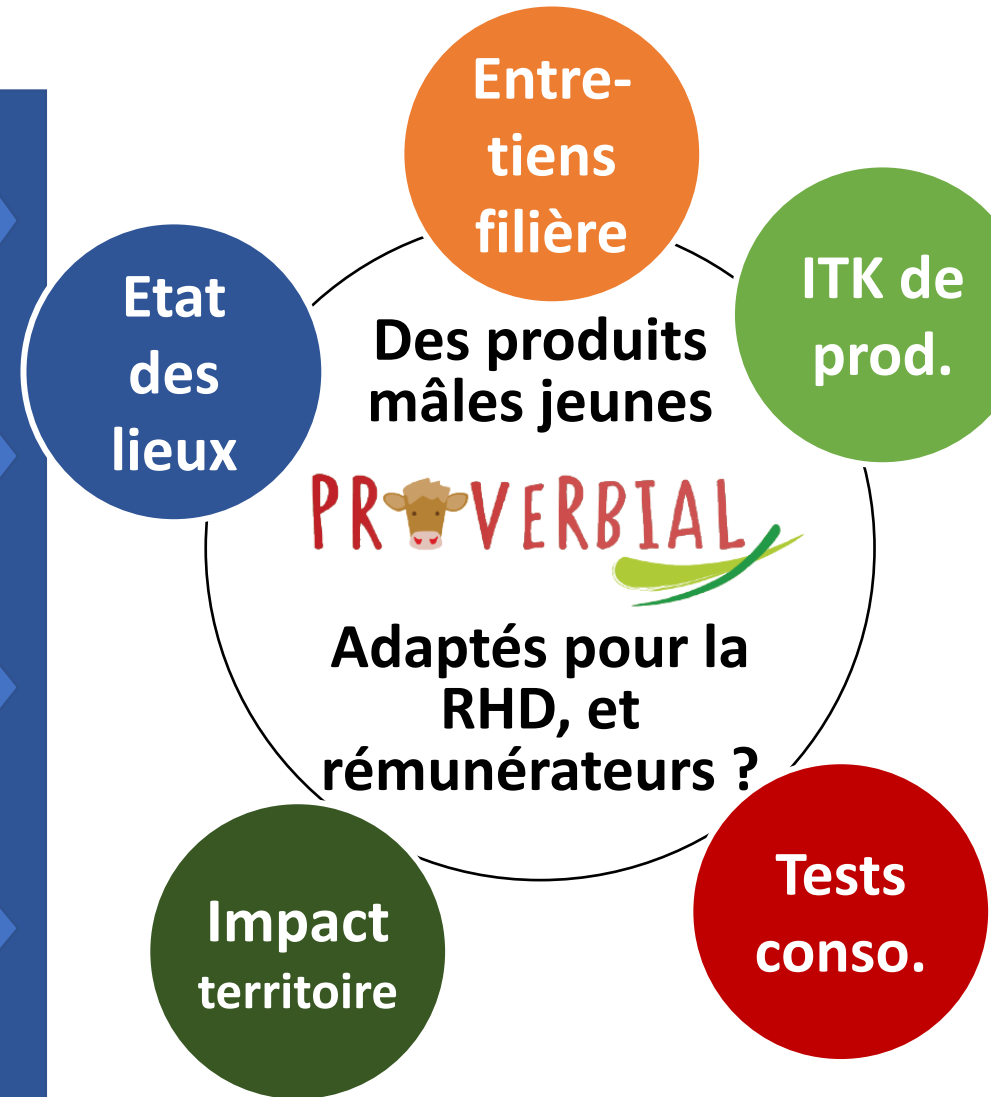 Entre-
tiens
filière
Etat
des
lieux
ITK de
prod.
Des produits
mâles jeunes
PROVERBIAL
Adaptés pour la
RHD, et
rémunérateurs ?
Tests
conso.
Impact
territoire